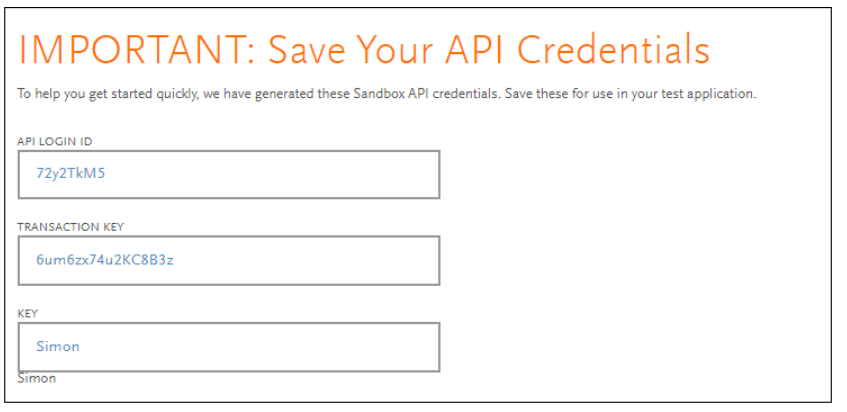 IMPORTANT: Save Your API Credentials
To help you get started quickly, we have generated these Sandbox API credentials. Save these for use in your test application.
API LOGIN ID
72y2TkM5
TRANSACTION KEY
6um6zx74u2KC8B3z
KEY
Simon
Simon